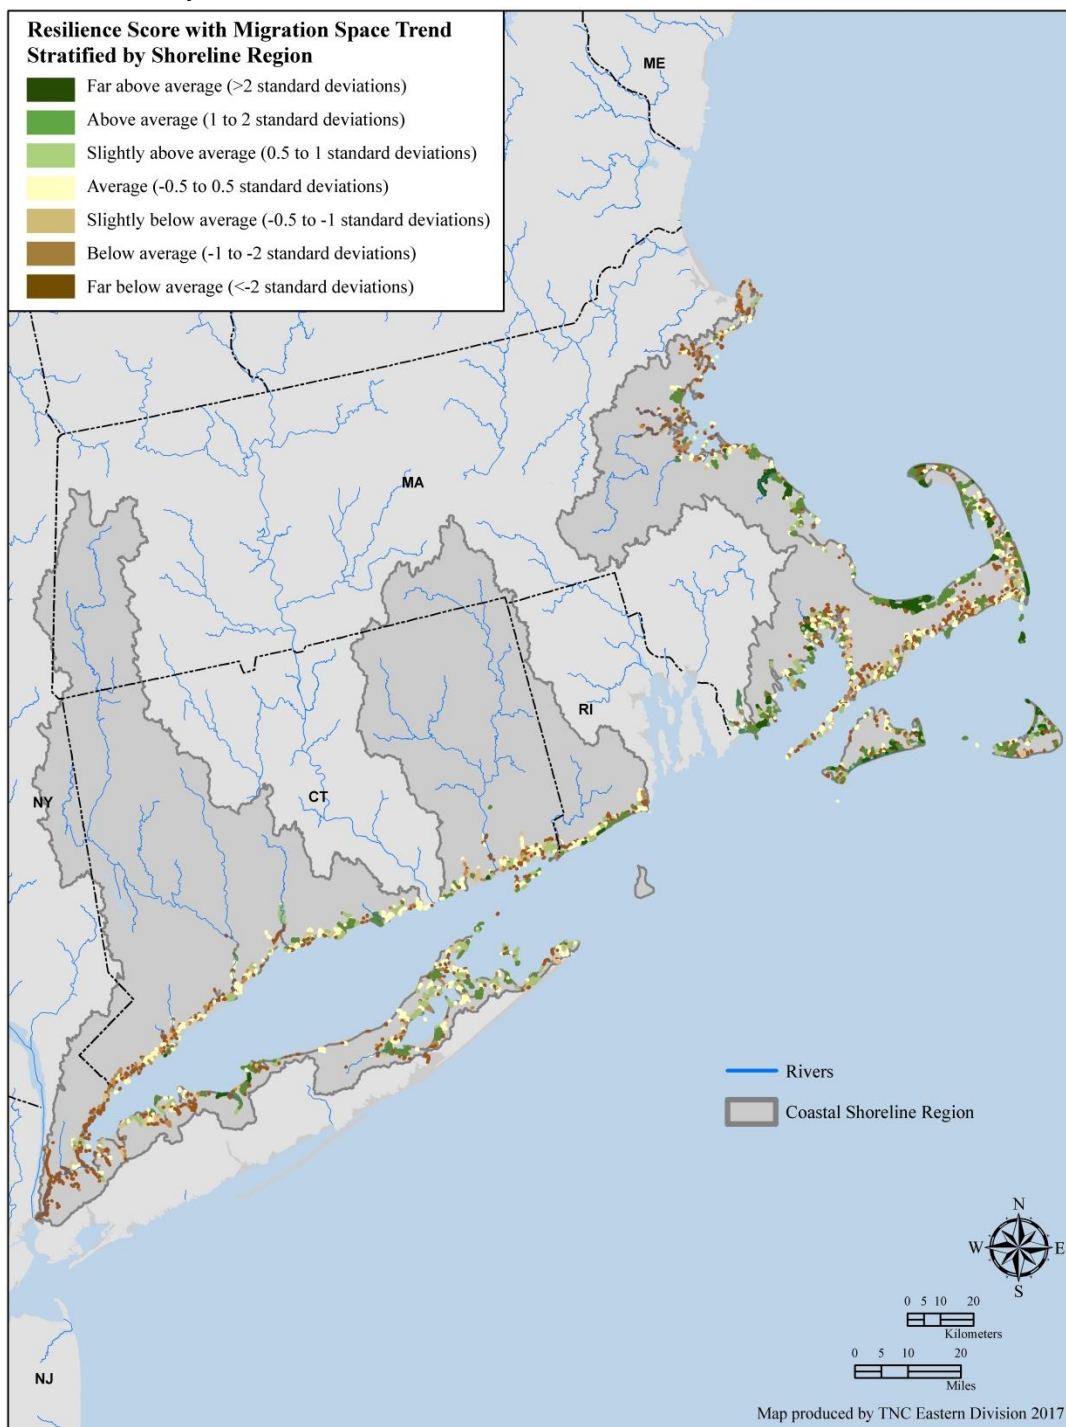 Resilience Score with Migration Space Trend
Stratified by Shoreline Region
Far above average (>2 standard deviations)
Above average (1 to 2 standard deviations)
Slightly above average (0.5 to 1 standard deviations)
Average (-0.5 to 0.5 standard deviations)
Slightly below average (-0.5 to -1 standard deviations)
Below average (-1 to -2 standard deviations)
Far below average (<-2 standard deviations)
ME
MA
RI
CT
NY
Rivers
Coastal Shoreline Region
N
W E
S
0 5 10 20
Kilometers
0 5 10 20
Miles
NJ
Map produced by TNC Eastern Division 2017